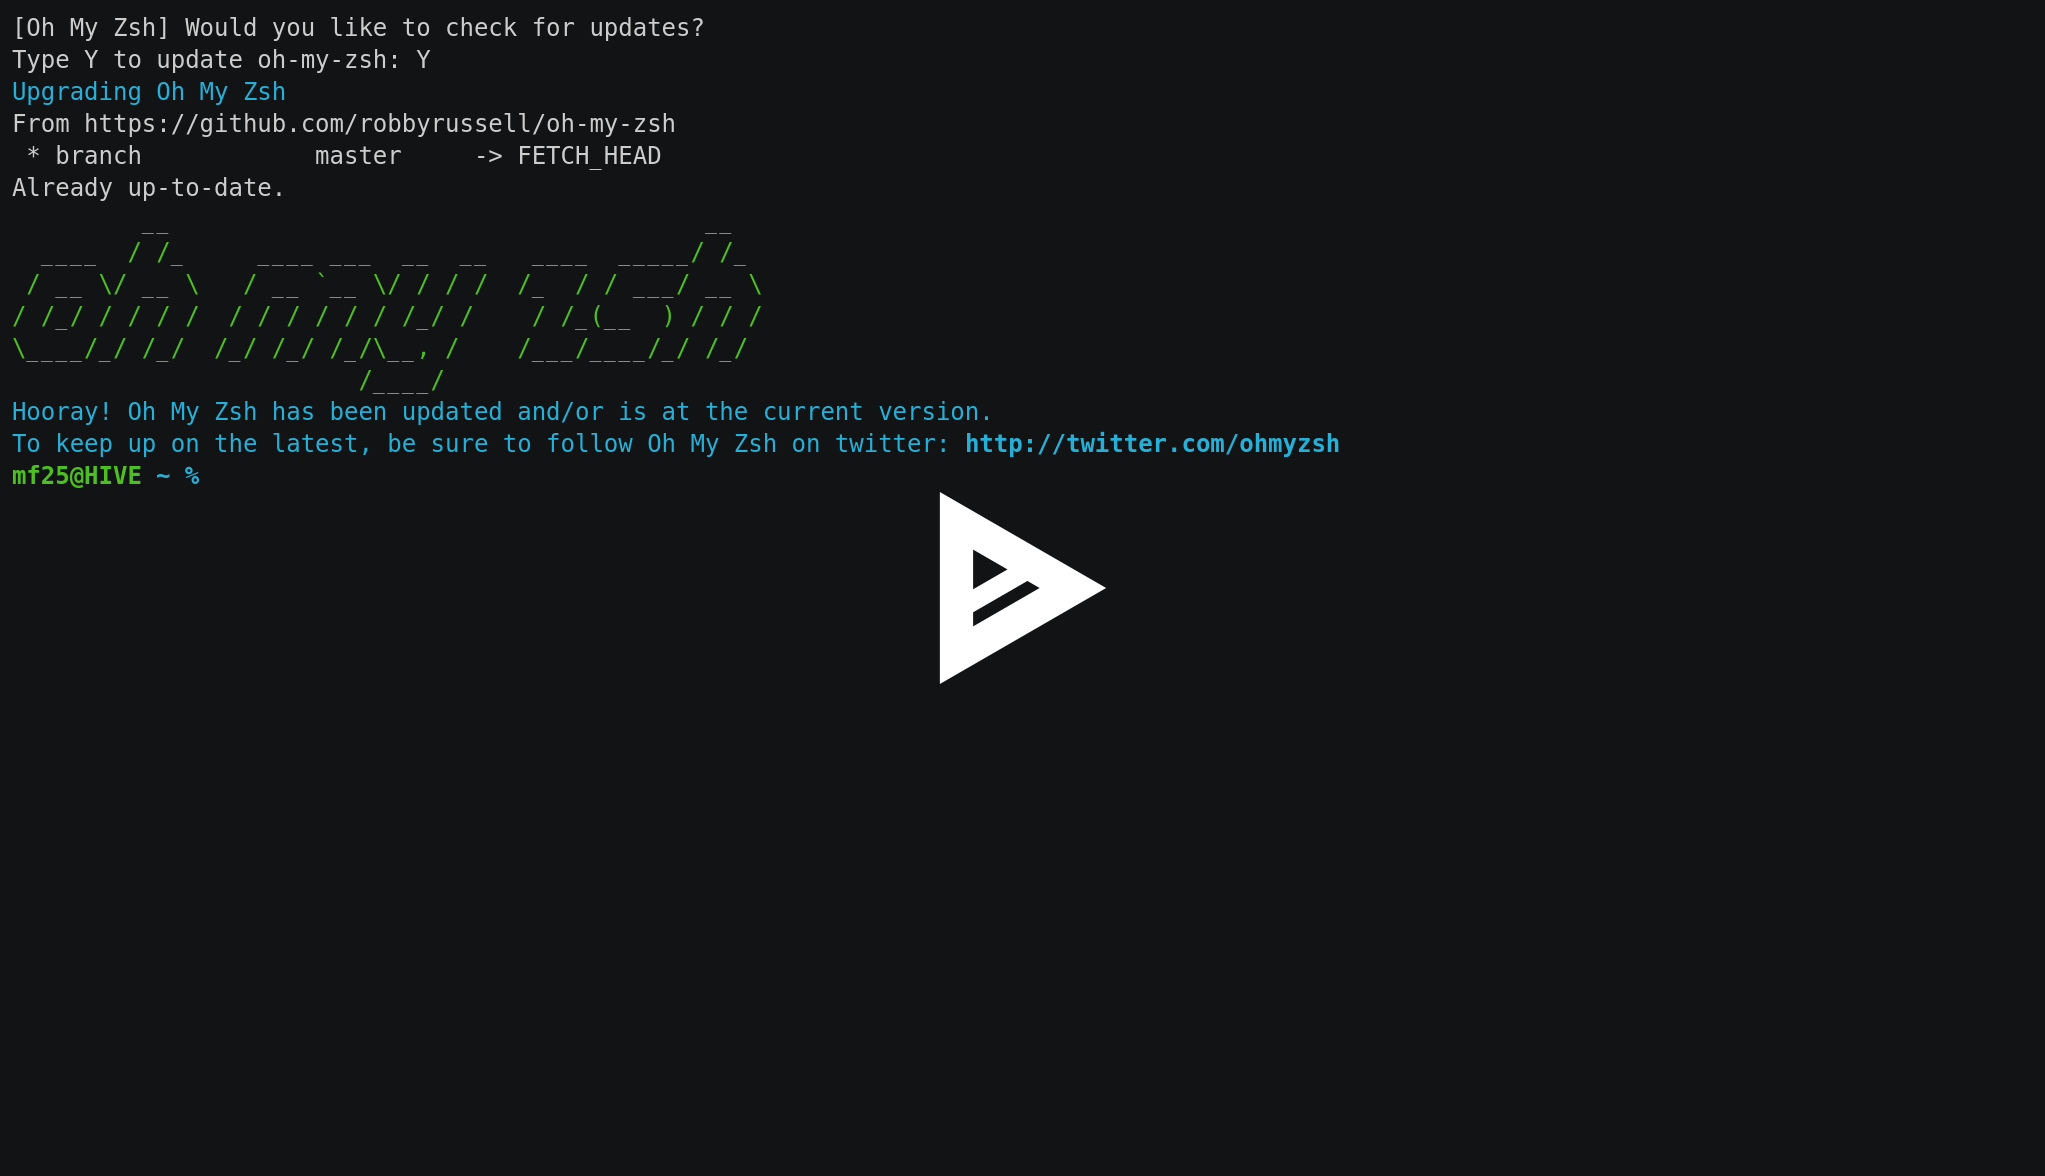 [Oh My Zsh] Would you like to check for updates?
Type Y to update oh-my-zsh: Y
Upgrading Oh My Zsh
From https://github.com/robbyrussell/oh-my-zsh
 * branch            master     -> FETCH_HEAD
Already up-to-date.
         __                                     __
  ____  / /_     ____ ___  __  __   ____  _____/ /_
 / __ \/ __ \   / __ `__ \/ / / /  /_  / / ___/ __ \
/ /_/ / / / /  / / / / / / /_/ /    / /_(__  ) / / /
\____/_/ /_/  /_/ /_/ /_/\__, /    /___/____/_/ /_/
                        /____/
Hooray! Oh My Zsh has been updated and/or is at the current version.
To keep up on the latest, be sure to follow Oh My Zsh on twitter: http://twitter.com/ohmyzsh
mf25@HIVE ~ %